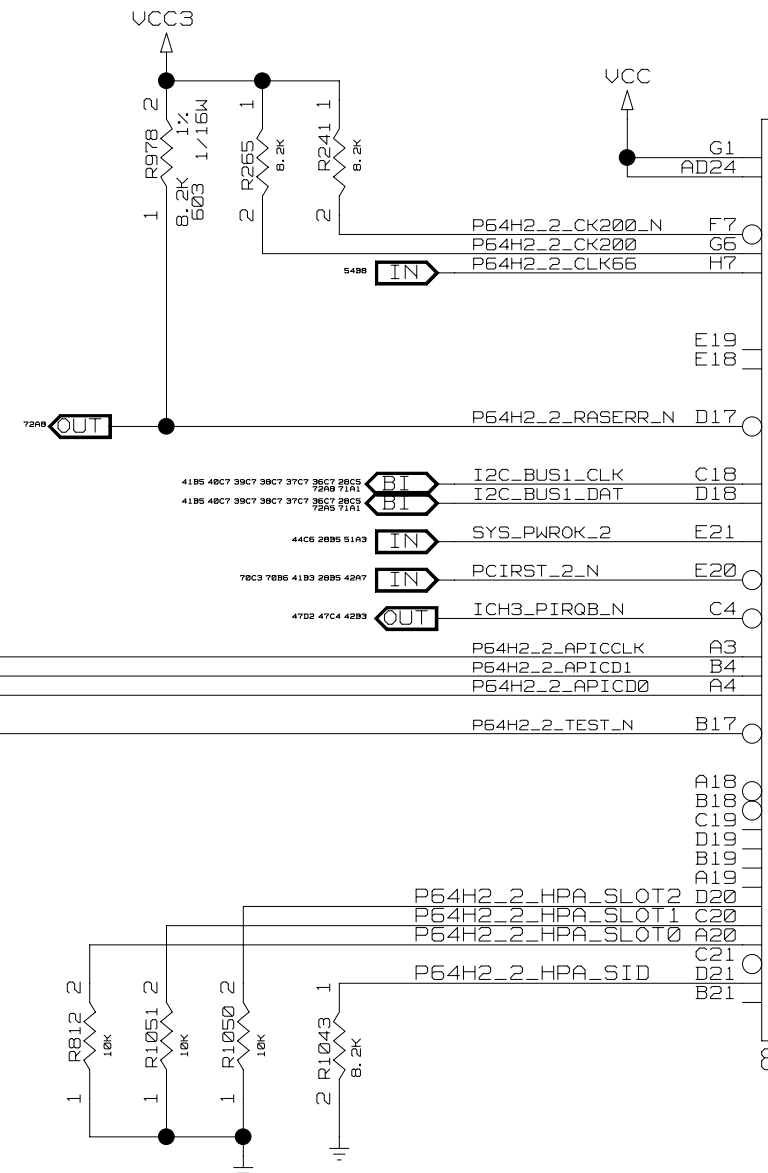 VCC3
VCC
2
R978
1
1%
1/16W
8.2K
603
1
R265
2
8.2K
1
R241
2
8.2K
G1
AD24
P64H2_2_CK200_N F7
P64H2_2_CK200 G6
54B8 IN P64H2_2_CLK66 H7
E19
E18
72A8 OUT P64H2_2_RASERR_N D17
41B5 40C7 39C7 38C7 37C7 36C7 28C5
72A8 71A1
BI I2C_BUS1_CLK C18
41B5 40C7 39C7 38C7 37C7 36C7 28C5
72A5 71A1
BI I2C_BUS1_DAT D18
44C6 28B5 51A3 IN SYS_PWROK_2 E21
70C3 70B6 41B3 28B5 42A7 IN PCIRST_2_N E20
47D2 47C4 42B3 OUT ICH3_PIRQB_N C4
P64H2_2_APICCLK A3
P64H2_2_APICD1 B4
P64H2_2_APICD0 A4
P64H2_2_TEST_N B17
A18
B18
C19
D19
B19
A19
P64H2_2_HPA_SLOT2 D20
P64H2_2_HPA_SLOT1 C20
P64H2_2_HPA_SLOT0 A20
C21
P64H2_2_HPA_SID D21
B21
2
R812
1
10K
2
R1051
1
10K
2
R1050
1
10K
1
R1043
2
8.2K